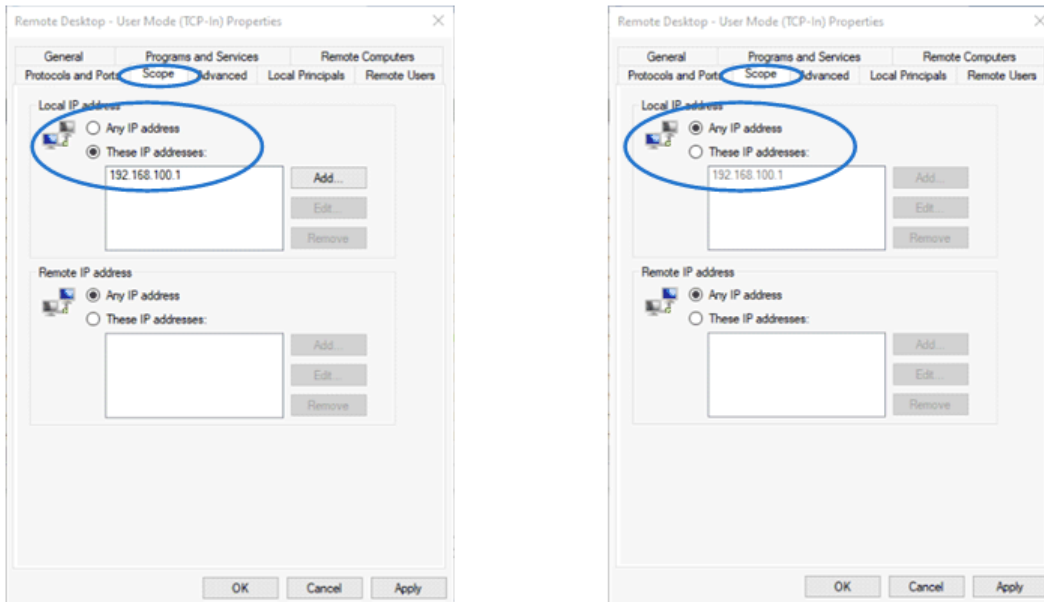 Remote Desktop - User Mode (TCP-In) Properties
General Programs and Services Remote Computers
Protocols and Ports Scope Advanced Local Principals Remote Users
Local IP address
Any IP address
These IP addresses:
192.168.100.1
Add...
Edit...
Remove
Remote IP address
Any IP address
These IP addresses:
Add...
Edit...
Remove
OK Cancel Apply
Remote Desktop - User Mode (TCP-In) Properties
General Programs and Services Remote Computers
Protocols and Ports Scope Advanced Local Principals Remote Users
Local IP address
Any IP address
These IP addresses:
192.168.100.1
Add...
Edit...
Remove
Remote IP address
Any IP address
These IP addresses:
Add...
Edit...
Remove
OK Cancel Apply